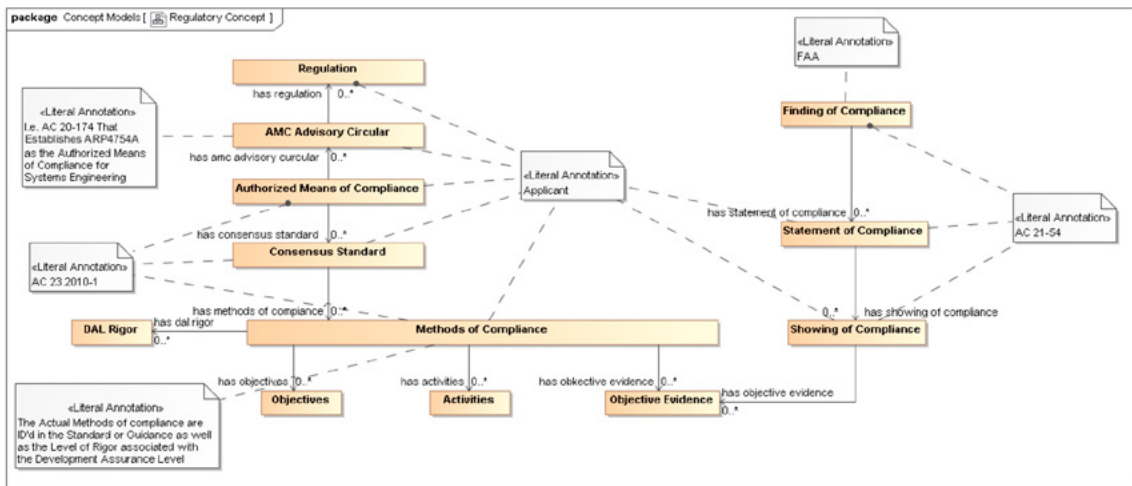 package Concept Models [ Regulatory Concept ]
«Literal Annotation»
FAA
Regulation
has regulation 0..*
«Literal Annotation»
I.e. AC 20-174 That
Establishes ARP4754A
as the Authorized Means
of Compliance for
Systems Engineering
AMC Advisory Circular
has amc advisory curcular 0..*
Finding of Compliance
«Literal Annotation»
Applicant
Authorized Means of Compliance
has consensus standard 0..*
has statement of compliance 0..*
«Literal Annotation»
AC 21-54
Statement of Compliance
Consensus Standard
«Literal Annotation»
AC 23.2010-1
has methods of compiance 0..*
0..* has showing of compliance
DAL Rigor
has dal rigor
0..*
Methods of Compliance
Showing of Compliance
has objectives 0..*
has activities 0..*
has obkective evidence 0..*
has objective evidence
0..*
Objectives
Activities
Objective Evidence
«Literal Annotation»
The Actual Methods of compliance are
ID'd in the Standard or Guidance as well
as the Level of Rigor associated with
the Development Assurance Level